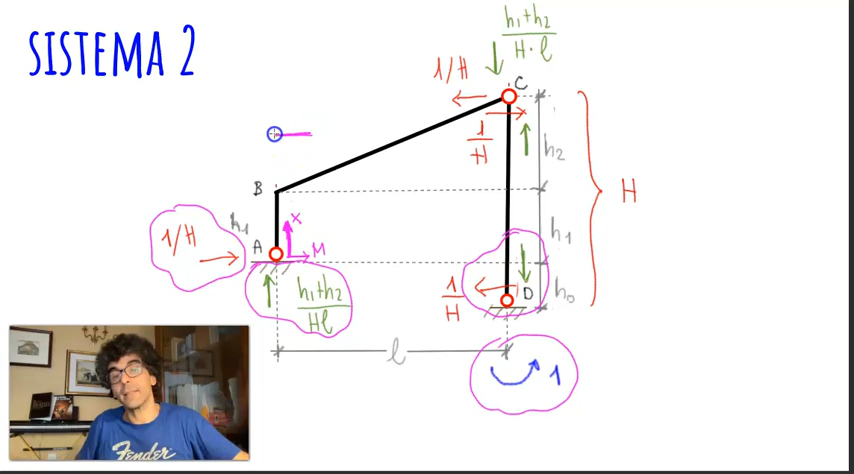 SISTEMA 2
h1+h2
H·l
1/H
C
1
H
h2
B
H
h1
X
h1
1/H
A
M
h1+h2
Hl
1
H
D
h0
l
1
Fender